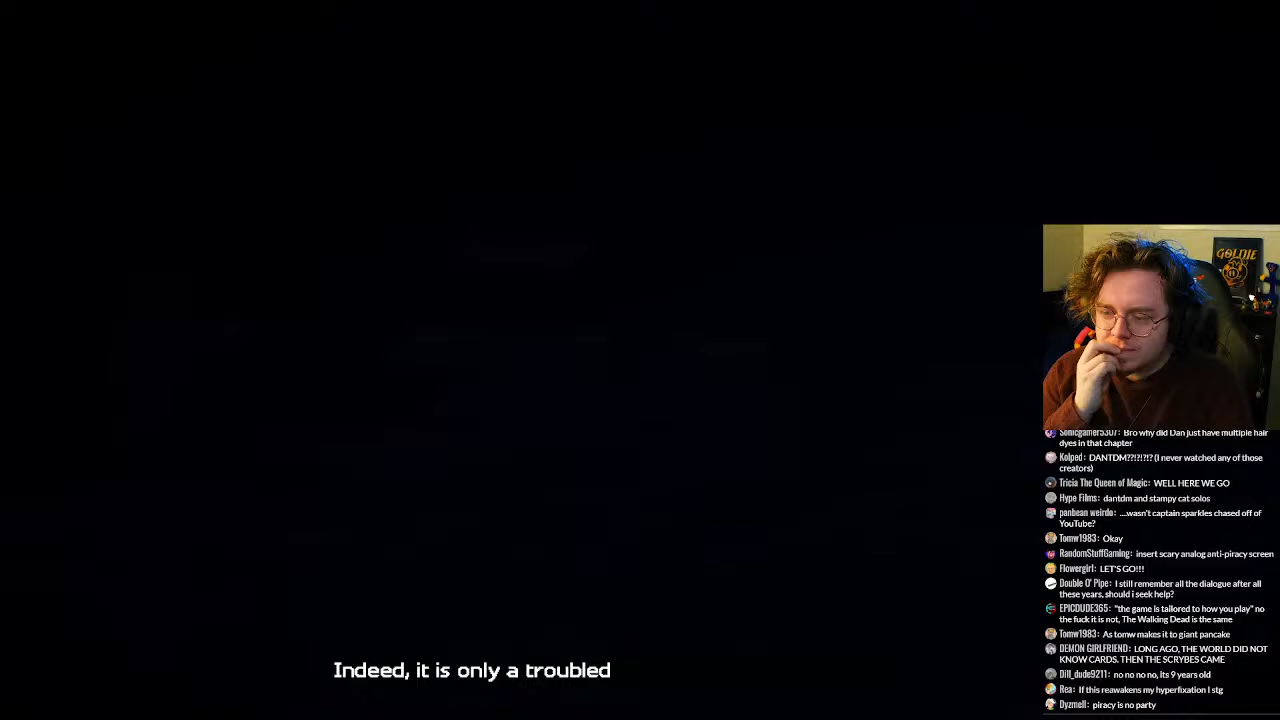 GOLDIE
Sonicgamer5307: Bro why did Dan just have multiple hair
dyes in that chapter
Kolped: DANTDM??!?!?!? (I never watched any of those
creators)
Tricia The Queen of Magic: WELL HERE WE GO
Hype Films: dantdm and stampy cat solos
panbean weirdo: ....wasn't captain sparkles chased off of
YouTube?
Tomw1983: Okay
RandomStuffGaming: insert scary analog anti-piracy screen
Flowergirl: LET'S GO!!!
Double O' Pipe: I still remember all the dialogue after all
these years, should i seek help?
EPICDUDE365: "the game is tailored to how you play" no
the fuck it is not, The Walking Dead is the same
Tomw1983: As tomw makes it to giant pancake
DEMON GIRLFRIEND: LONG AGO, THE WORLD DID NOT
KNOW CARDS. THEN THE SCRYBES CAME
Dill_dude9211: no no no no, its 9 years old
Rea: If this reawakens my hyperfixation I stg
Dyzmell: piracy is no party
Indeed, it is only a troubled